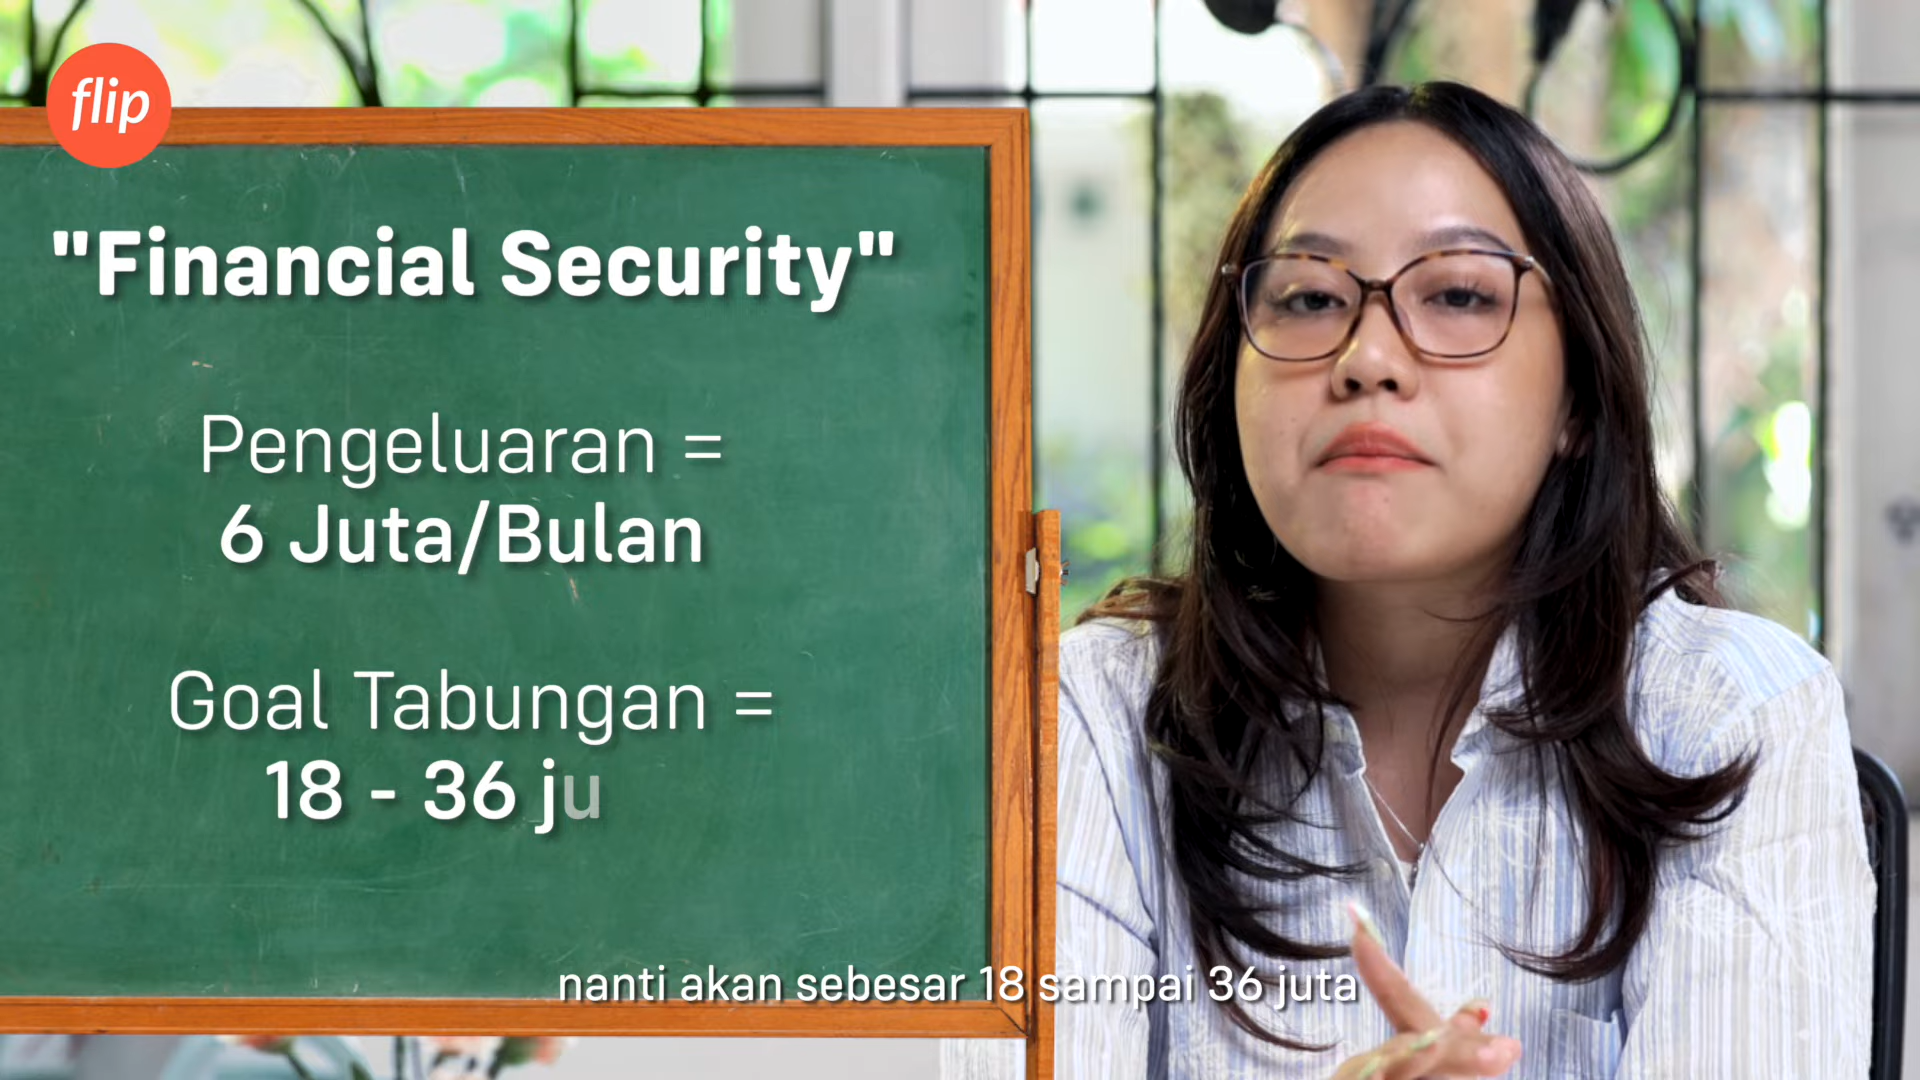 flip
"Financial Security"
Pengeluaran =
6 Juta/Bulan
Goal Tabungan =
18 - 36 ju
nanti akan sebesar 18 sampai 36 juta